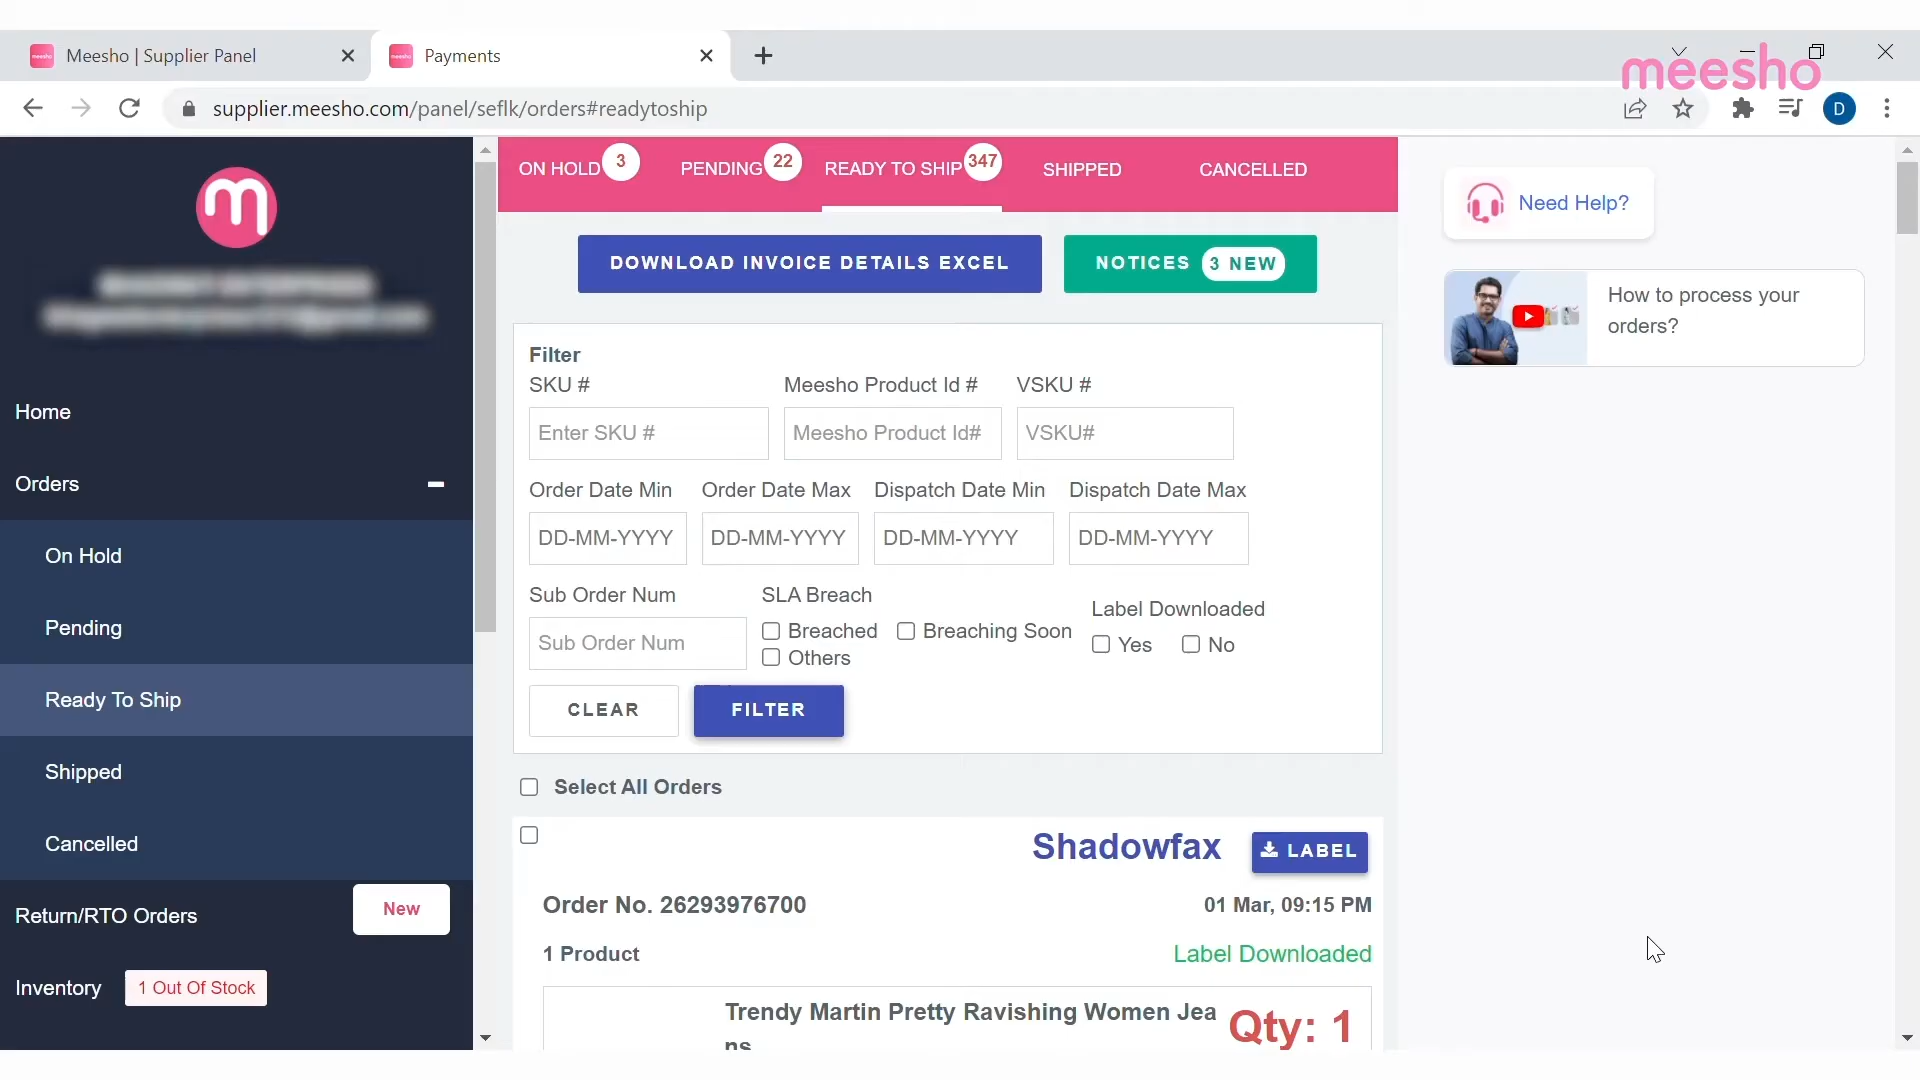 Meesho | Supplier Panel
Payments
meesho
supplier.meesho.com/panel/seflk/orders#readytoship
D
ON HOLD 3
PENDING 22
READY TO SHIP 347
SHIPPED
CANCELLED
DOWNLOAD INVOICE DETAILS EXCEL
NOTICES 3 NEW
Need Help?
How to process your
orders?
Home
Orders
On Hold
Pending
Ready To Ship
Shipped
Cancelled
Return/RTO Orders New
Inventory 1 Out Of Stock
Filter
SKU # Meesho Product Id # VSKU #
Enter SKU # Meesho Product Id# VSKU#
Order Date Min Order Date Max Dispatch Date Min Dispatch Date Max
DD-MM-YYYY DD-MM-YYYY DD-MM-YYYY DD-MM-YYYY
Sub Order Num SLA Breach Label Downloaded
Sub Order Num Breached Breaching Soon Yes No
Others
CLEAR FILTER
Select All Orders
Shadowfax LABEL
Order No. 26293976700 01 Mar, 09:15 PM
1 Product Label Downloaded
Trendy Martin Pretty Ravishing Women Jea
ns
Qty: 1